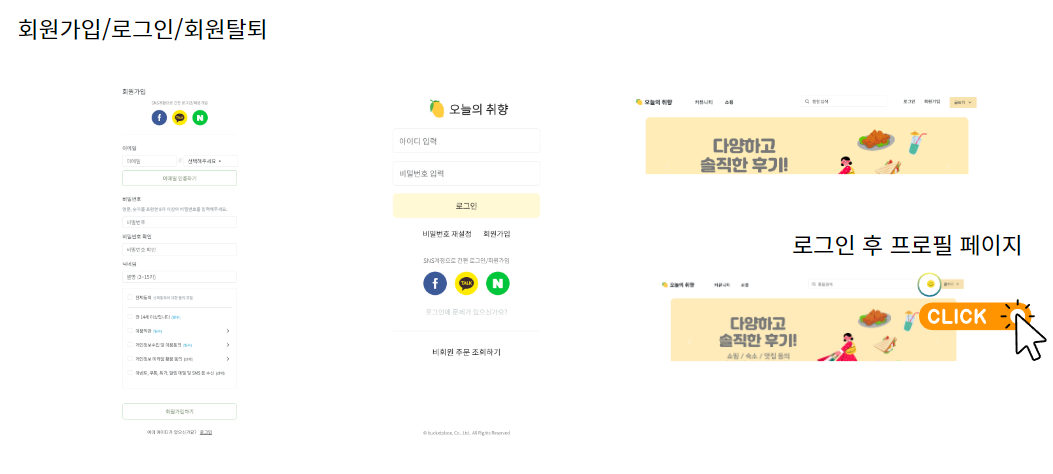 회원가입/로그인/회원탈퇴
회원가입
SNS계정으로 간편 로그인/회원가입
TALK
N
이메일
이메일
선택해주세요
이메일 인증하기
비밀번호
영문, 숫자를 포함한 8자 이상의 비밀번호를 입력해주세요.
비밀번호
비밀번호 확인
비밀번호 확인
닉네임
별명 (2~15자)
전체동의
만 14세 이상입니다 (필수)
이용약관 (필수)
개인정보수집 및 이용동의 (필수)
개인정보 마케팅 활용 동의 (선택)
이벤트, 쿠폰, 특가 알림 메일 및 SMS 등 수신 (선택)
회원가입하기
이미 아이디가 있으신가요? 로그인
오늘의 취향
아이디 입력
비밀번호 입력
로그인
비밀번호 재설정 회원가입
SNS계정으로 간편 로그인/회원가입
f TALK N
로그인에 문제가 있으신가요?
비회원 주문 조회하기
© bucketplace, Co., Ltd.. All Rights Reserved
오늘의 취향 커뮤니티 쇼핑 통합검색 로그인 회원가입 글쓰기
다양하고
솔직한 후기!
로그인 후 프로필 페이지
오늘의 취향 커뮤니티 쇼핑 통합검색 글쓰기
다양하고
솔직한 후기!
쇼핑 / 숙소 / 맛집 등의
CLICK